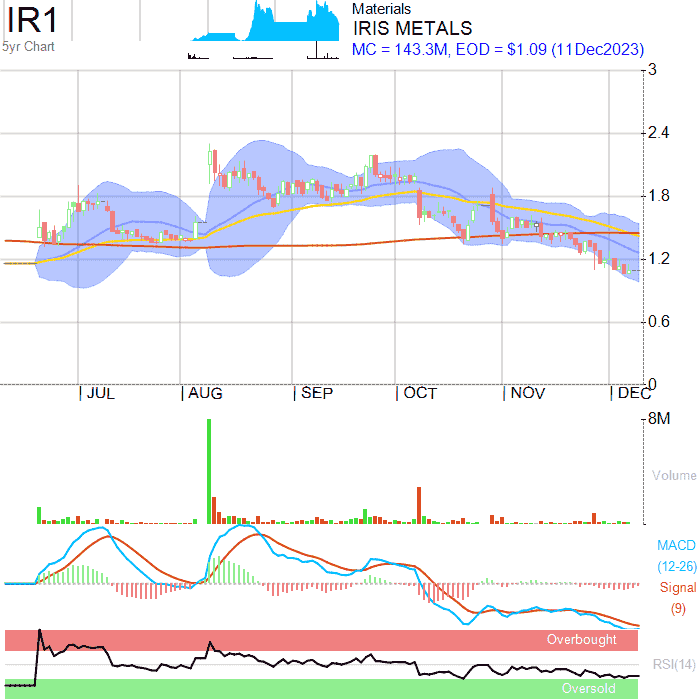 IR1
5yr Chart
Materials
IRIS METALS
MC = 143.3M, EOD = $1.09 (11Dec2023)
3
2.4
1.8
1.2
0.6
0
JUL AUG SEP OCT NOV DEC
8M
Volume
MACD
(12-26)
Signal
(9)
Overbought
RSI(14)
Oversold